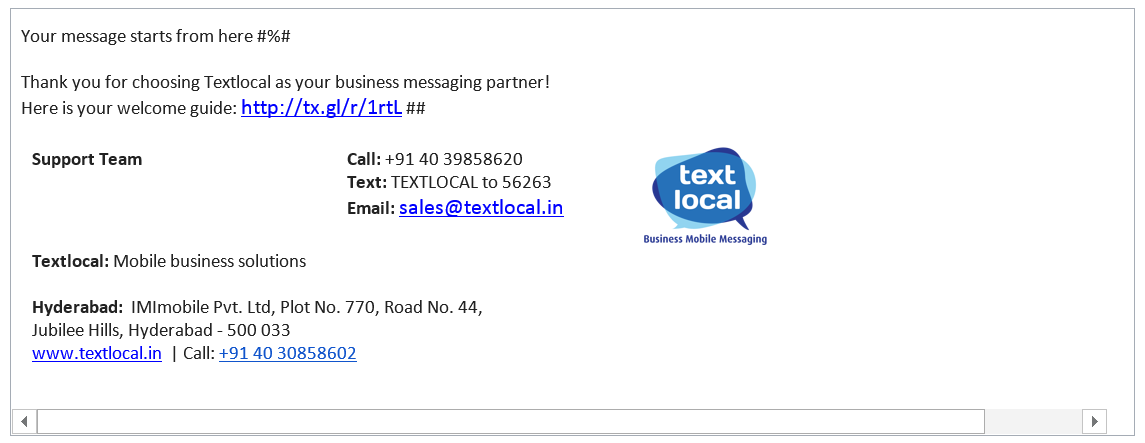 Your message starts from here #%#
Thank you for choosing Textlocal as your business messaging partner!
Here is your welcome guide: http://tx.gl/r/1rtL ##
Support Team
Call: +91 40 39858620
Text: TEXTLOCAL to 56263
Email: sales@textlocal.in
text
local
Business Mobile Messaging
Textlocal: Mobile business solutions
Hyderabad: IMImobile Pvt. Ltd, Plot No. 770, Road No. 44,
Jubilee Hills, Hyderabad - 500 033
www.textlocal.in | Call: +91 40 30858602